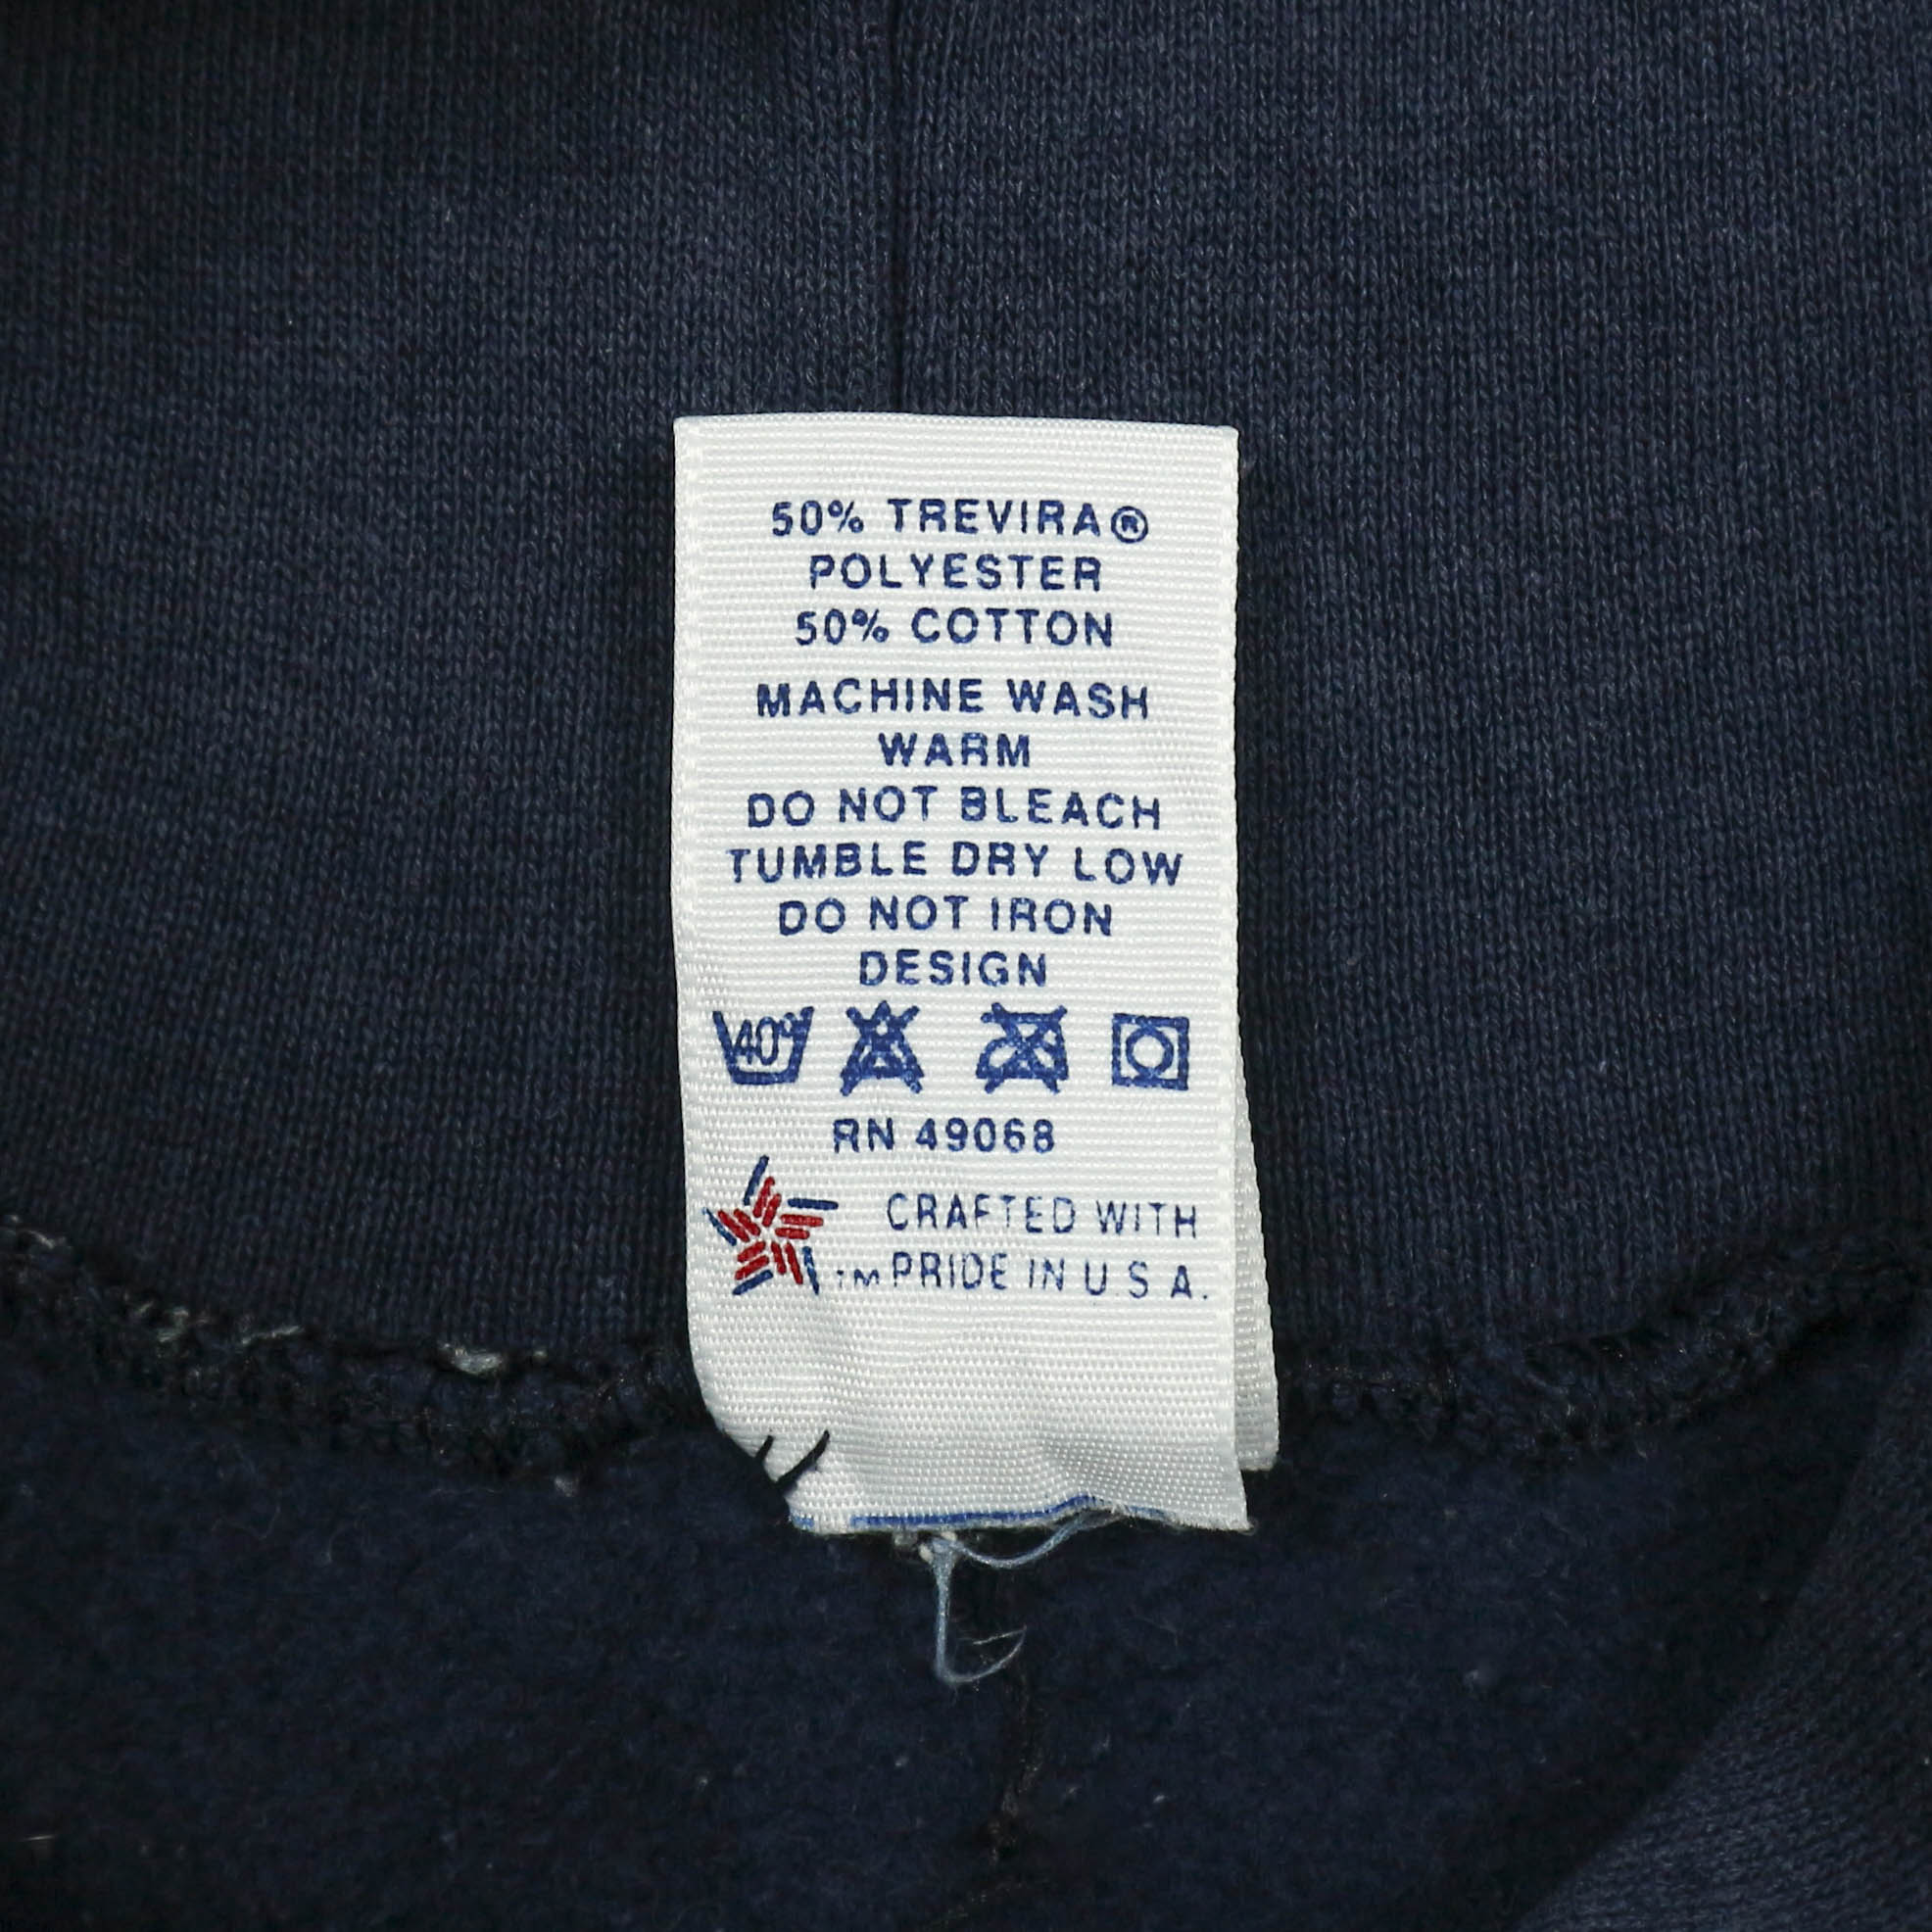 50% TREVIRA®
POLYESTER
50% COTTON
MACHINE WASH
WARM
DO NOT BLEACH
TUMBLE DRY LOW
DO NOT IRON
DESIGN
40°
RN 49068
CRAFTED WITH
TM PRIDE IN U S A.